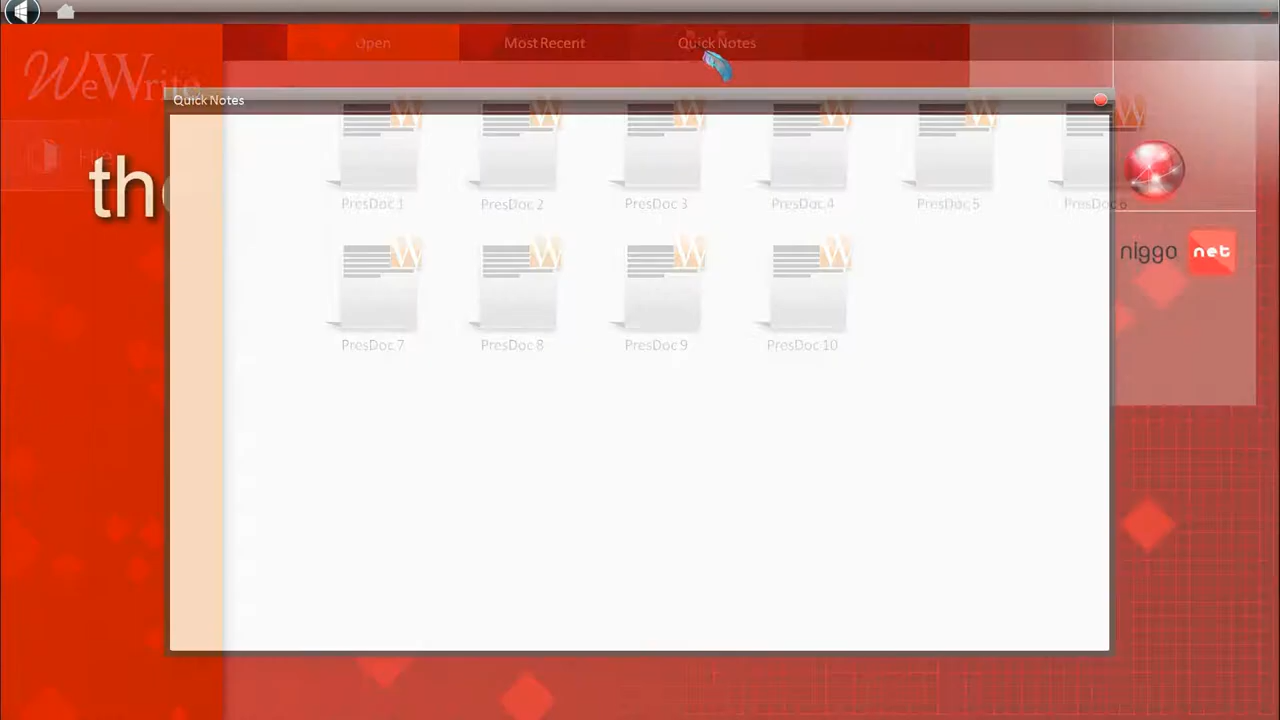 Open Most Recent Quick Notes
WeWrite
Quick Notes
File
the
PresDoc 1 PresDoc 2 PresDoc 3 PresDoc 4 PresDoc 5 PresDoc 6
niggo net
PresDoc 7 PresDoc 8 PresDoc 9 PresDoc 10